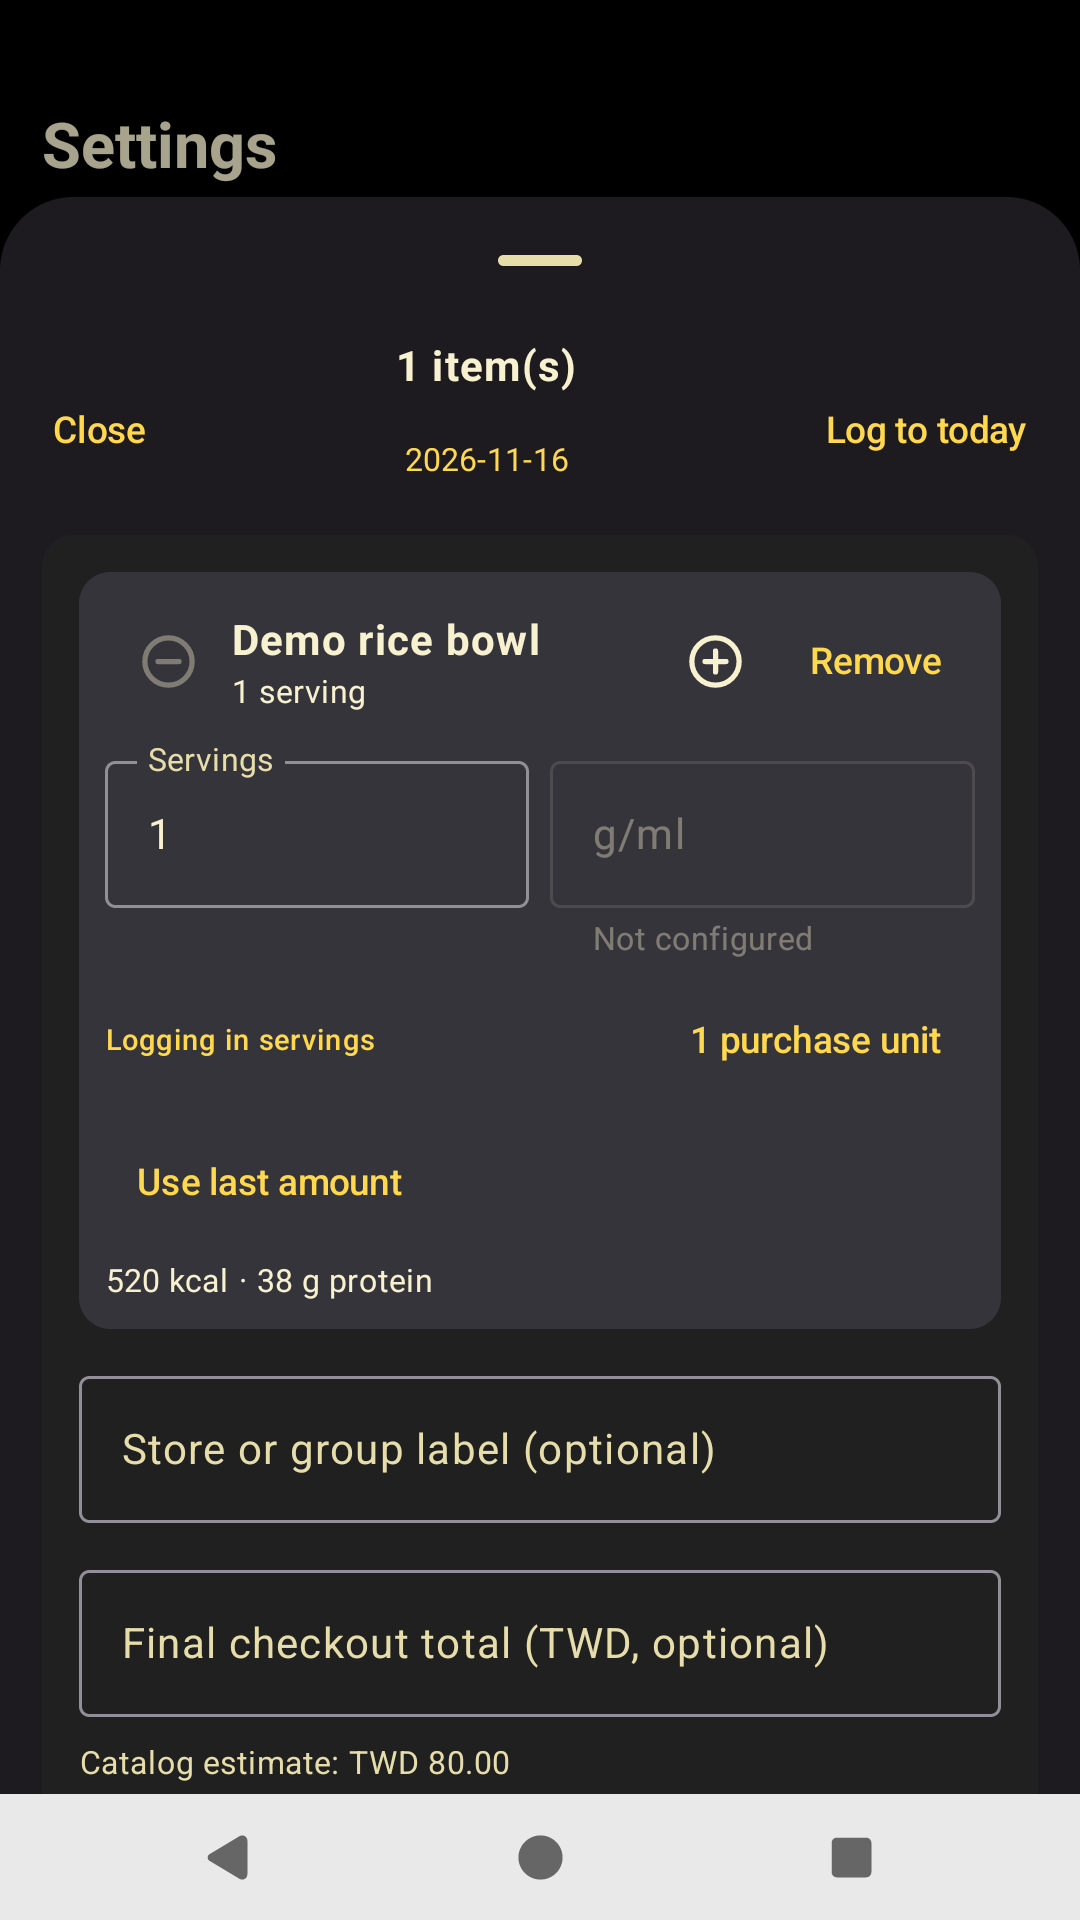 Settings
1 item(s)
Close
2026-11-16
Log to today
Demo rice bowl
1 serving
Remove
Servings
1
g/ml
Not configured
Logging in servings
1 purchase unit
Use last amount
520 kcal · 38 g protein
Store or group label (optional)
Final checkout total (TWD, optional)
Catalog estimate: TWD 80.00